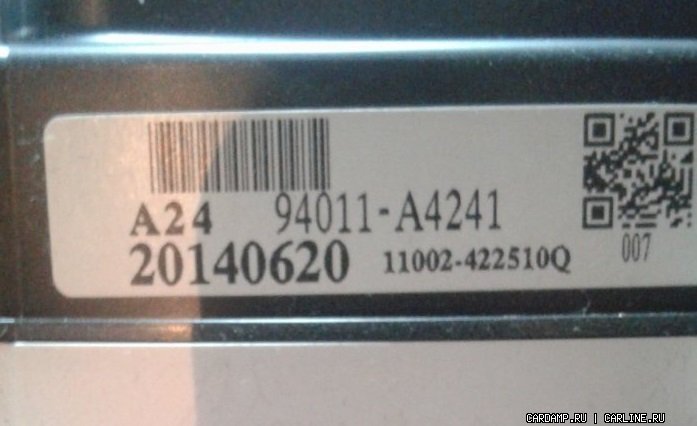 A24 94011-A4241
20140620 11002-422510Q
007
CARDAMP.RU | CARLINE.RU